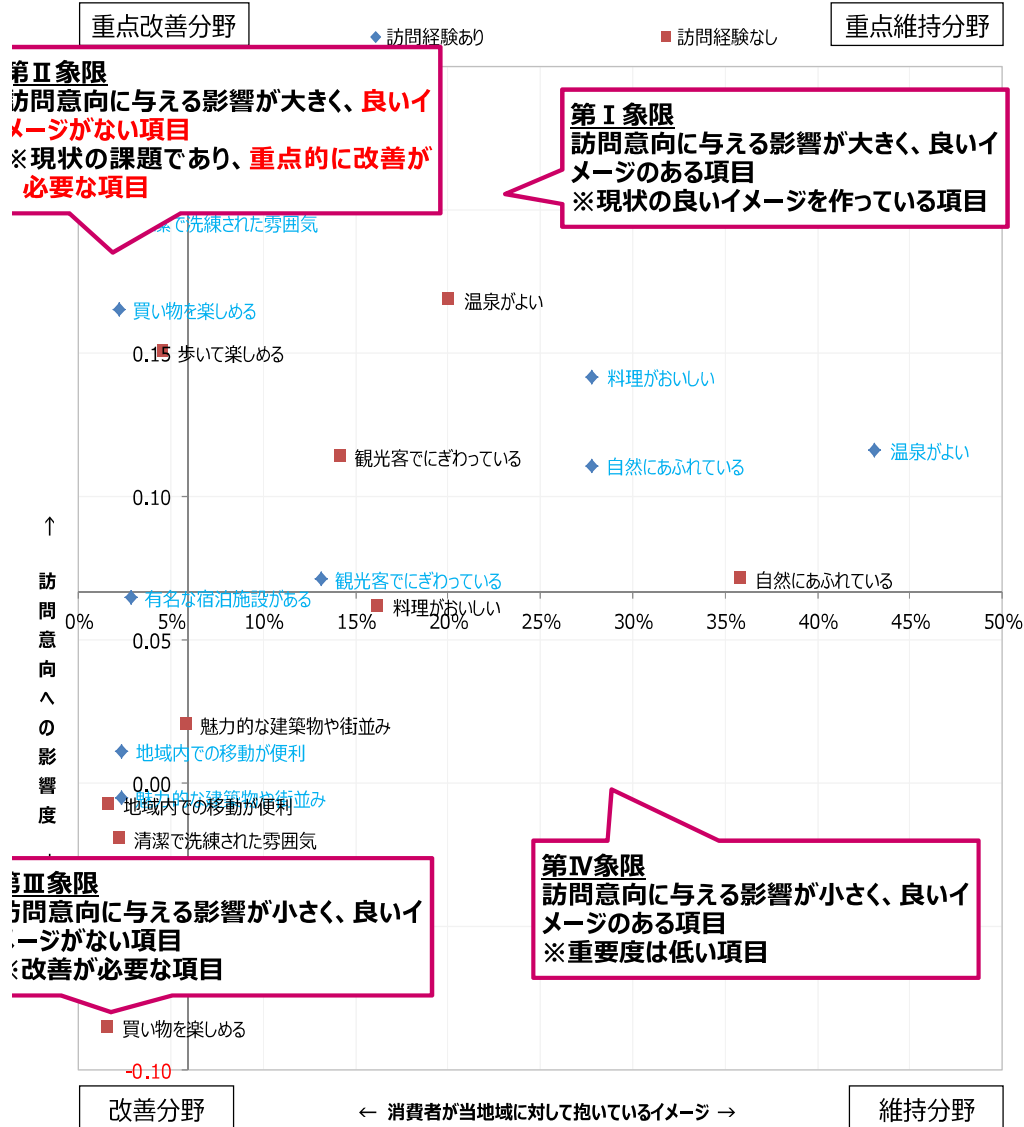 重点改善分野
訪問経験あり
訪問経験なし
重点維持分野
第Ⅱ象限
訪問意向に与える影響が大きく、良いイ
メージがない項目
※現状の課題であり、重点的に改善が
必要な項目
第Ⅰ象限
訪問意向に与える影響が大きく、良いイ
メージのある項目
※現状の良いイメージを作っている項目
潔で洗練された雰囲気
買い物を楽しめる
温泉がよい
0.15
歩いて楽しめる
料理がおいしい
観光客でにぎわっている
自然にあふれている
温泉がよい
0.10
観光客でにぎわっている
自然にあふれている
有名な宿泊施設がある
料理がおいしい
0% 5% 10% 15% 20% 25% 30% 35% 40% 45% 50%
0.05
↑ 訪問意向への影響度
魅力的な建築物や街並み
地域内での移動が便利
0.00
魅力的な建築物や街並み
地域内での移動が便利
清潔で洗練された雰囲気
第Ⅲ象限
訪問意向に与える影響が小さく、良いイ
メージがない項目
※改善が必要な項目
第Ⅳ象限
訪問意向に与える影響が小さく、良いイ
メージのある項目
※重要度は低い項目
買い物を楽しめる
-0.10
改善分野
← 消費者が当地域に対して抱いているイメージ →
維持分野